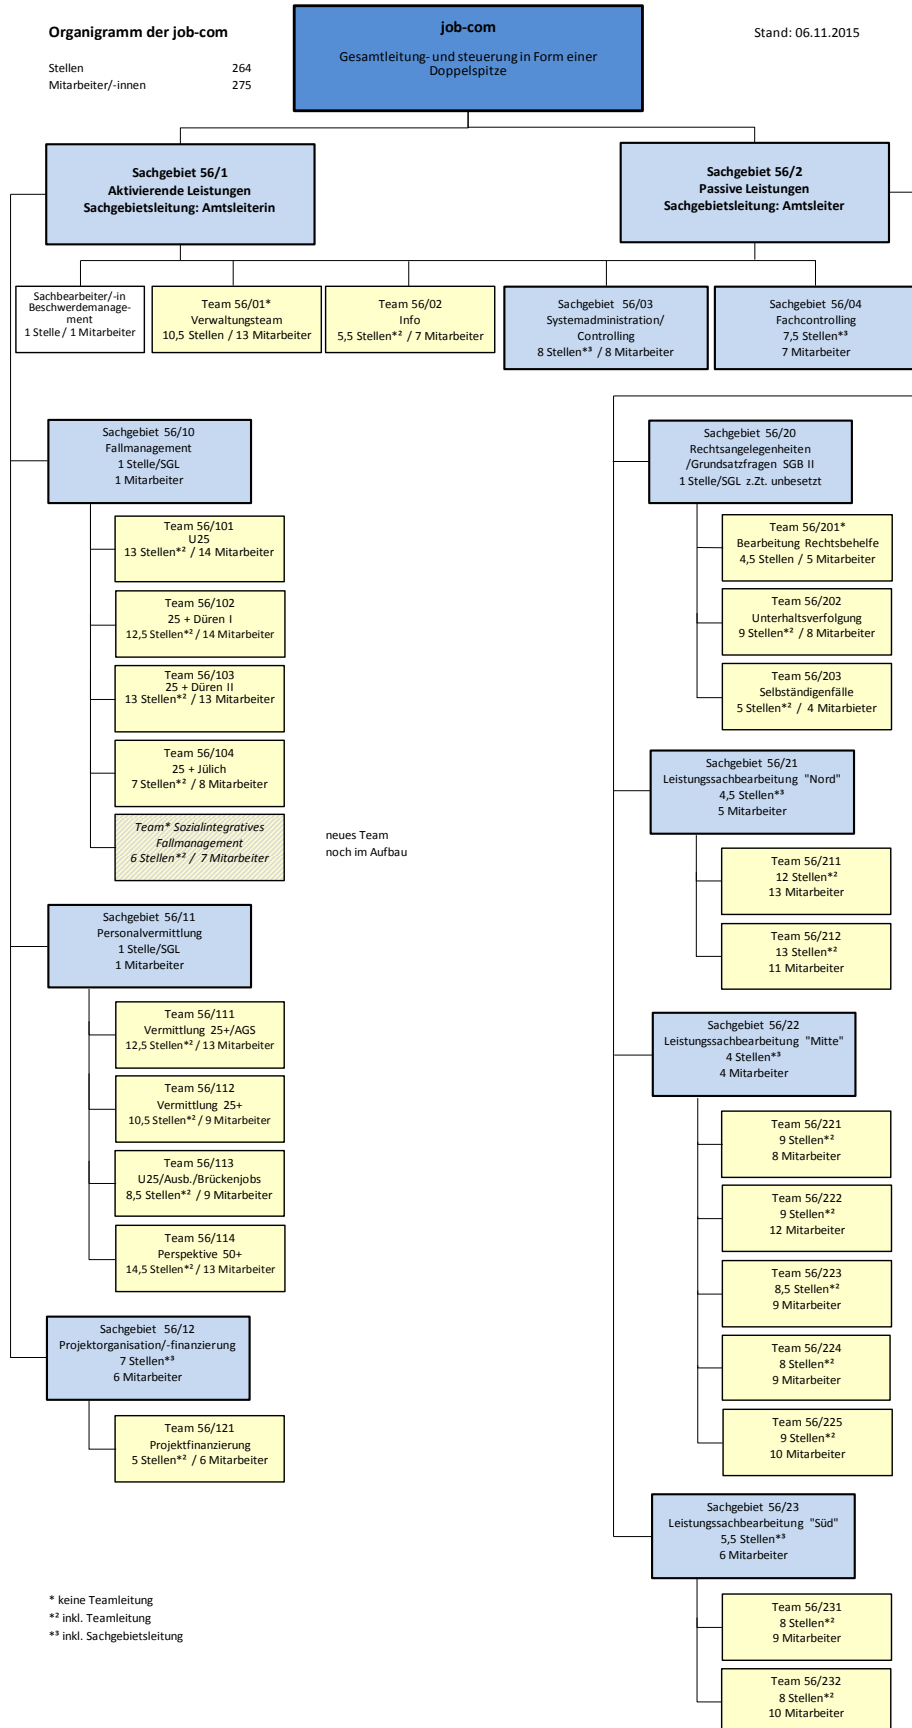 Organigramm der job-com
Stellen 264
Mitarbeiter/-innen 275
job-com
Gesamtleitung- und steuerung in Form einer
Doppelspitze
Stand: 06.11.2015
Sachgebiet 56/1
Aktivierende Leistungen
Sachgebietsleitung: Amtsleiterin
Sachgebiet 56/2
Passive Leistungen
Sachgebietsleitung: Amtsleiter
Sachbearbeiter/-in
Beschwerdemanage-
ment
1 Stelle / 1 Mitarbeiter
Team 56/01*
Verwaltungsteam
10,5 Stellen / 13 Mitarbeiter
Team 56/02
Info
5,5 Stellen*² / 7 Mitarbeiter
Sachgebiet 56/03
Systemadministration/
Controlling
8 Stellen*³ / 8 Mitarbeiter
Sachgebiet 56/04
Fachcontrolling
7,5 Stellen*³
7 Mitarbeiter
Sachgebiet 56/10
Fallmanagement
1 Stelle/SGL
1 Mitarbeiter
Team 56/101
U25
13 Stellen*² / 14 Mitarbeiter
Team 56/102
25 + Düren I
12,5 Stellen*² / 14 Mitarbeiter
Team 56/103
25 + Düren II
13 Stellen*² / 13 Mitarbeiter
Team 56/104
25 + Jülich
7 Stellen*² / 8 Mitarbeiter
Team* Sozialintegratives
Fallmanagement
6 Stellen*² / 7 Mitarbeiter
neues Team
noch im Aufbau
Sachgebiet 56/11
Personalvermittlung
1 Stelle/SGL
1 Mitarbeiter
Team 56/111
Vermittlung 25+/AGS
12,5 Stellen*² / 13 Mitarbeiter
Team 56/112
Vermittlung 25+
10,5 Stellen*² / 9 Mitarbeiter
Team 56/113
U25/Ausb./Brückenjobs
8,5 Stellen*² / 9 Mitarbeiter
Team 56/114
Perspektive 50+
14,5 Stellen*² / 13 Mitarbeiter
Sachgebiet 56/12
Projektorganisation/-finanzierung
7 Stellen*³
6 Mitarbeiter
Team 56/121
Projektfinanzierung
5 Stellen*² / 6 Mitarbeiter
Sachgebiet 56/20
Rechtsangelegenheiten
/Grundsatzfragen SGB II
1 Stelle/SGL z.Zt. unbesetzt
Team 56/201*
Bearbeitung Rechtsbehelfe
4,5 Stellen / 5 Mitarbeiter
Team 56/202
Unterhaltsverfolgung
9 Stellen*² / 8 Mitarbeiter
Team 56/203
Selbständigenfälle
5 Stellen*² / 4 Mitarbieter
Sachgebiet 56/21
Leistungssachbearbeitung "Nord"
4,5 Stellen*³
5 Mitarbeiter
Team 56/211
12 Stellen*²
13 Mitarbeiter
Team 56/212
13 Stellen*²
11 Mitarbeiter
Sachgebiet 56/22
Leistungssachbearbeitung "Mitte"
4 Stellen*³
4 Mitarbeiter
Team 56/221
9 Stellen*²
8 Mitarbeiter
Team 56/222
9 Stellen*²
12 Mitarbeiter
Team 56/223
8,5 Stellen*²
9 Mitarbeiter
Team 56/224
8 Stellen*²
9 Mitarbeiter
Team 56/225
9 Stellen*²
10 Mitarbeiter
Sachgebiet 56/23
Leistungssachbearbeitung "Süd"
5,5 Stellen*³
6 Mitarbeiter
Team 56/231
8 Stellen*²
9 Mitarbeiter
Team 56/232
8 Stellen*²
10 Mitarbeiter
* keine Teamleitung
*² inkl. Teamleitung
*³ inkl. Sachgebietsleitung